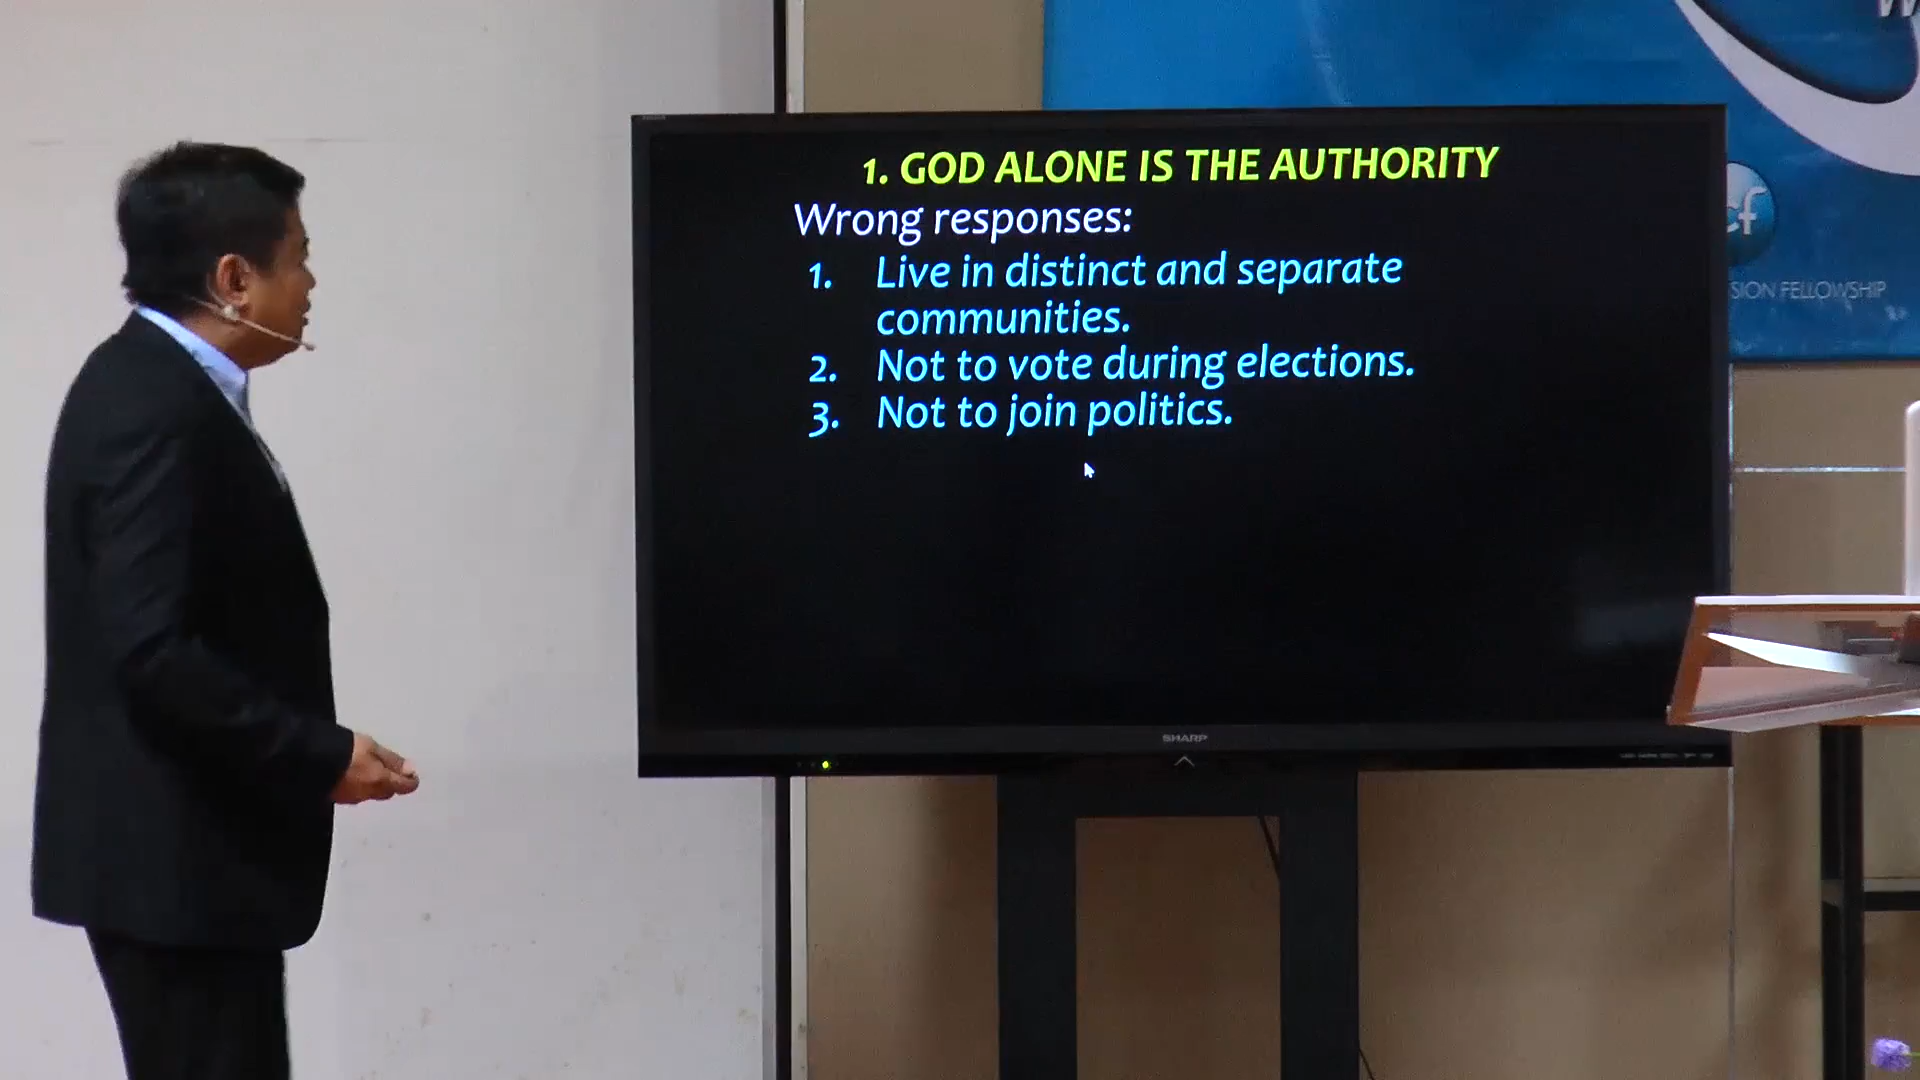 1. GOD ALONE IS THE AUTHORITY
Wrong responses:
1. Live in distinct and separate
communities.
2. Not to vote during elections.
3. Not to join politics.
cf
SION FELLOWSHIP
SHARP